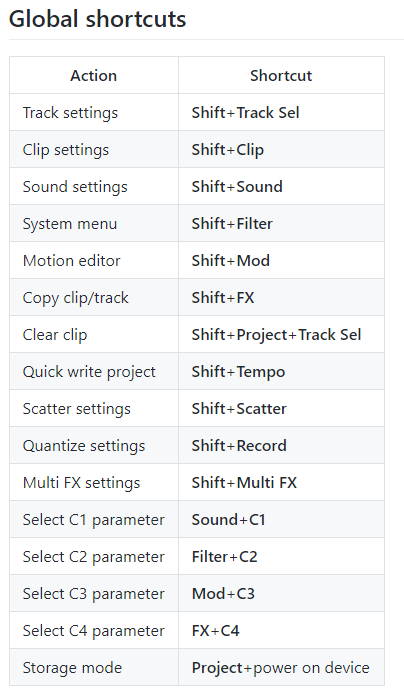 Global shortcuts
Action Shortcut
Track settings Shift+Track Sel
Clip settings Shift+Clip
Sound settings Shift+Sound
System menu Shift+Filter
Motion editor Shift+Mod
Copy clip/track Shift+FX
Clear clip Shift+Project+Track Sel
Quick write project Shift+Tempo
Scatter settings Shift+Scatter
Quantize settings Shift+Record
Multi FX settings Shift+Multi FX
Select C1 parameter Sound+C1
Select C2 parameter Filter+C2
Select C3 parameter Mod+C3
Select C4 parameter FX+C4
Storage mode Project+power on device